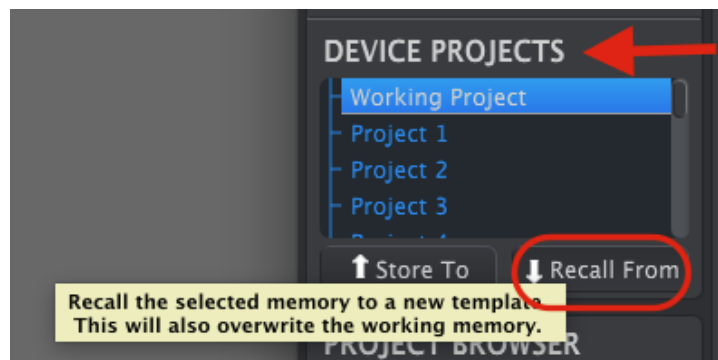 DEVICE PROJECTS
Working Project
Project 1
Project 2
Project 3
Store To
Recall From
Recall the selected memory to a new template.
This will also overwrite the working memory.
PROJECT BROWSER